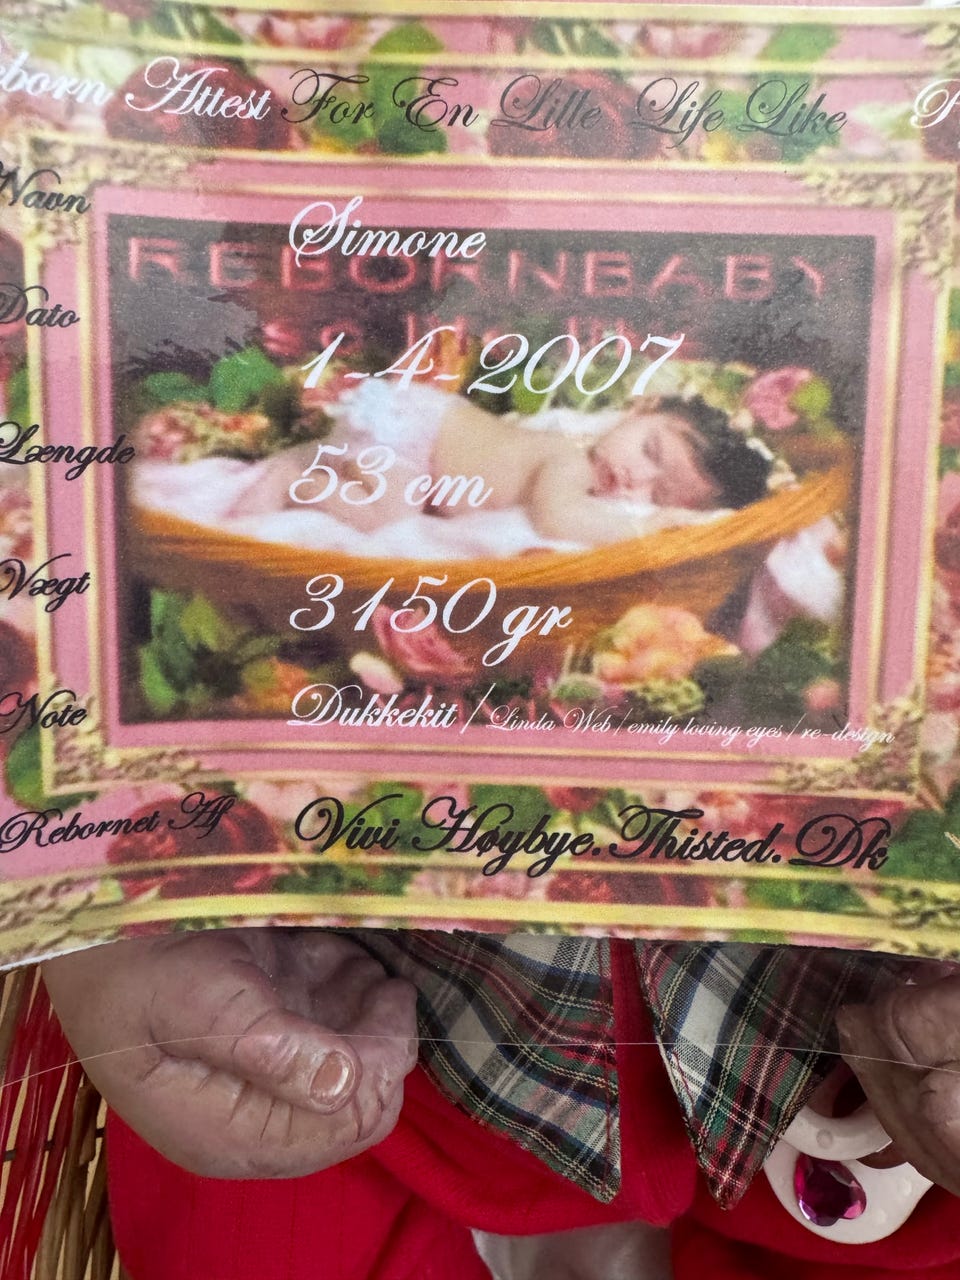 eborn Attest For En Lille Life Like
Navn Simone
REBORNBABY
Dato 1-4-2007
Længde 53 cm
Vægt 3150 gr
Note Dukkekit / Linda Web / emily loving eyes / re-design
Rebornet Af Vivi Høybye.Thisted.Dk